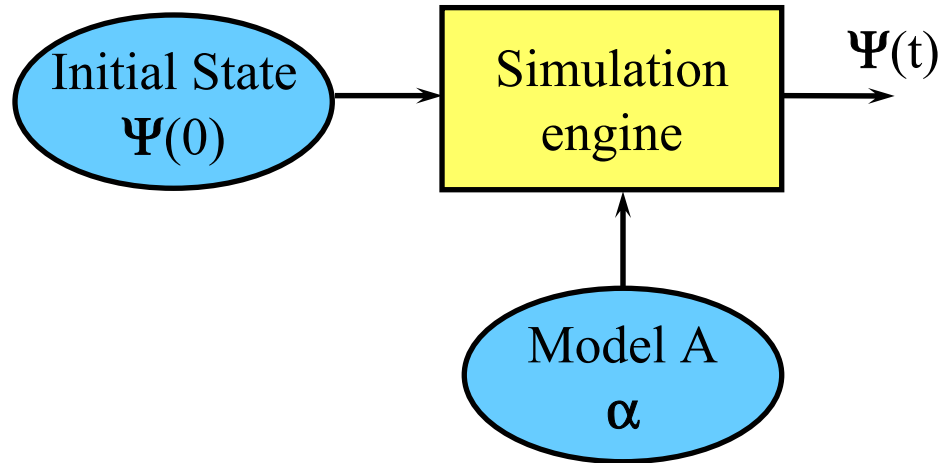 Initial State
Ψ(0)
Simulation
engine
Ψ(t)
Model A
α